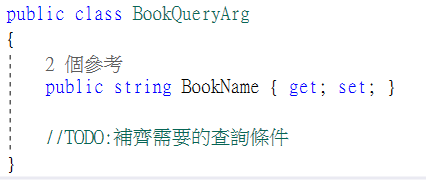 public class BookQueryArg
{
2 個參考
public string BookName { get; set; }
//TODO:補齊需要的查詢條件
}